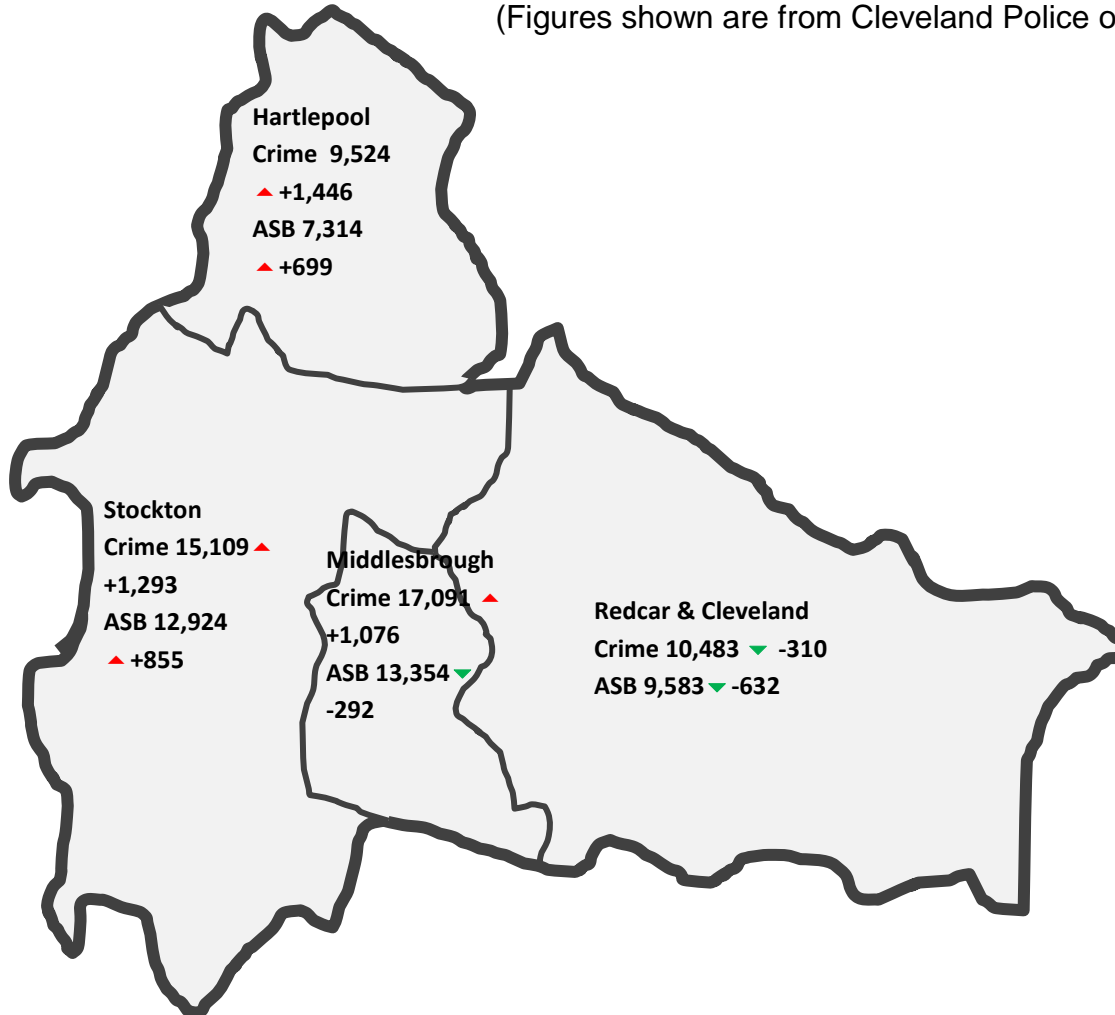 (Figures shown are from Cleveland Police o
Hartlepool
Crime 9,524
▲ +1,446
ASB 7,314
▲ +699
Stockton
Crime 15,109 ▲
+1,293
ASB 12,924
▲ +855
Middlesbrough
Crime 17,091 ▲
+1,076
ASB 13,354 ▼
-292
Redcar & Cleveland
Crime 10,483 ▼ -310
ASB 9,583 ▼ -632